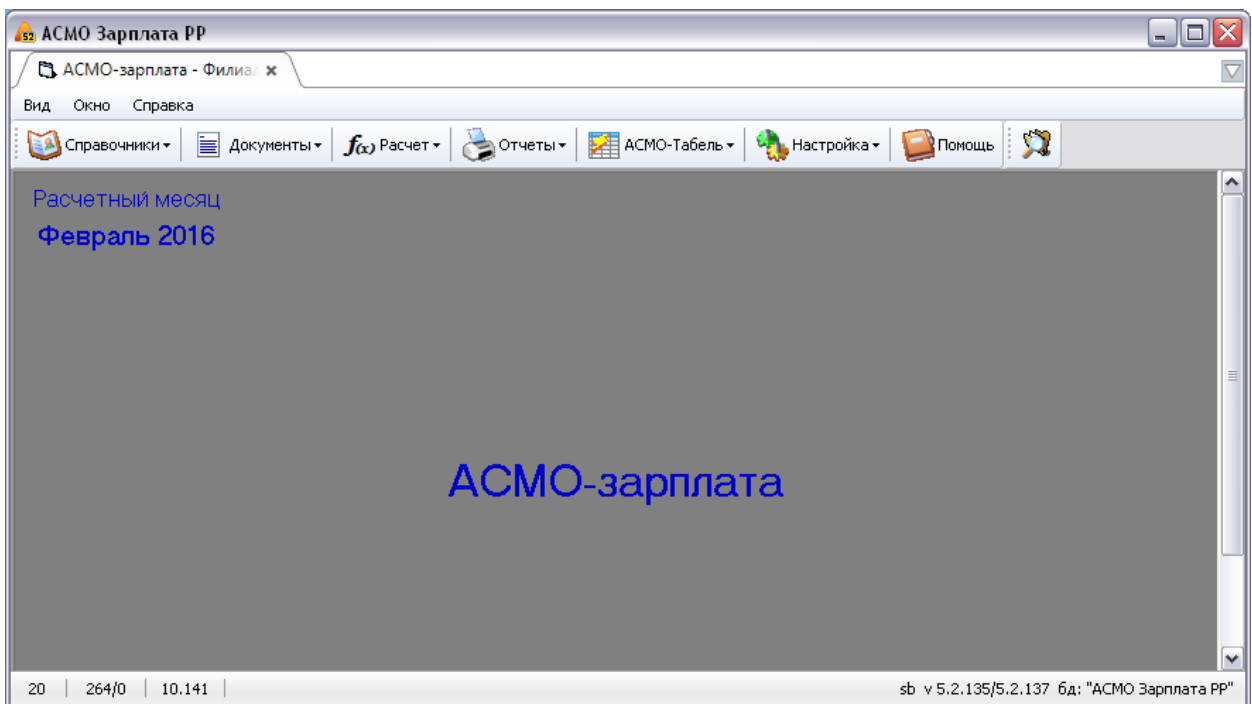 АСМО Зарплата РР
АСМО-зарплата - Филиал
Вид Окно Справка
Справочники Документы f(x) Расчет Отчеты АСМО-Табель Настройка Помощь
Расчетный месяц
Февраль 2016
АСМО-зарплата
20 264/0 10.141 sb v 5.2.135/5.2.137 бд: "АСМО Зарплата РР"